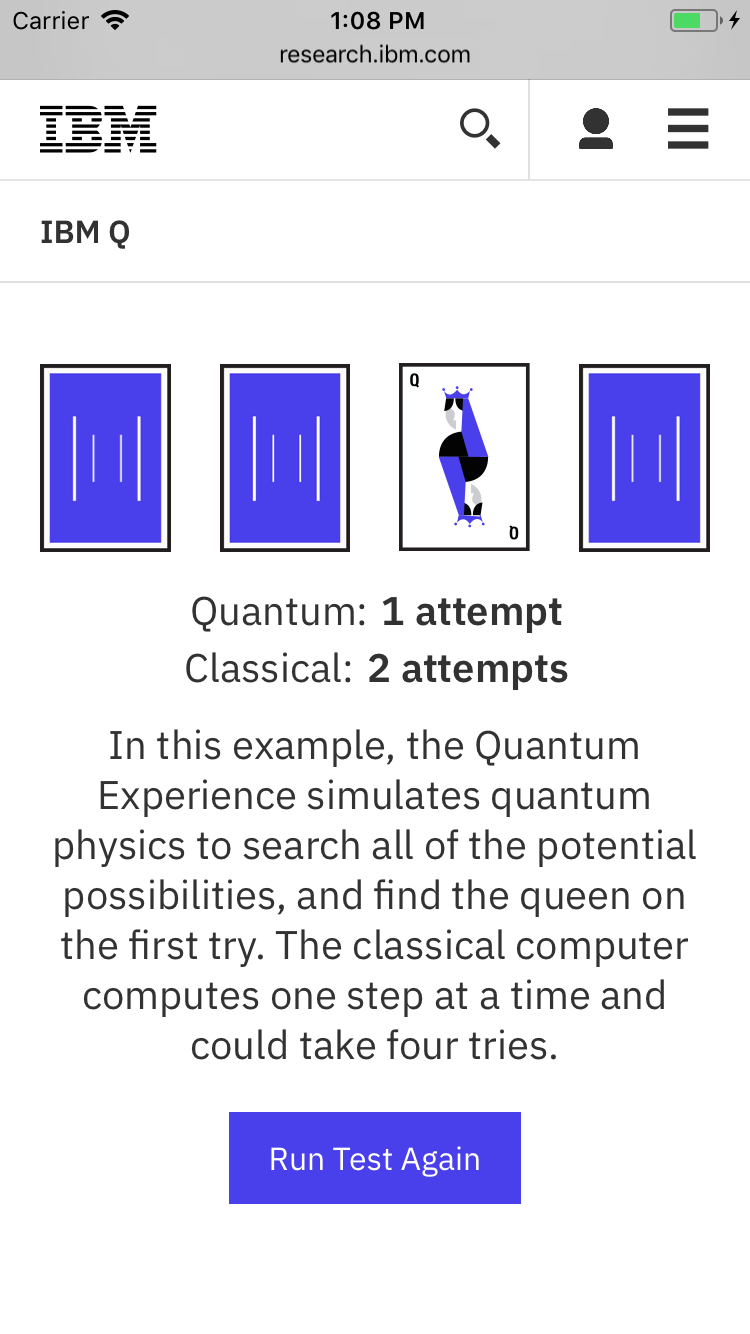 Carrier 1:08 PM
research.ibm.com
IBM
IBM Q
Q
Q
Quantum: 1 attempt
Classical: 2 attempts
In this example, the Quantum
Experience simulates quantum
physics to search all of the potential
possibilities, and find the queen on
the first try. The classical computer
computes one step at a time and
could take four tries.
Run Test Again